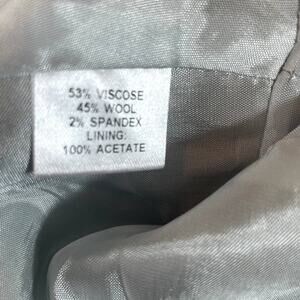 53% VISCOSE
45% WOOL
2% SPANDEX
LINING:
100% ACETATE